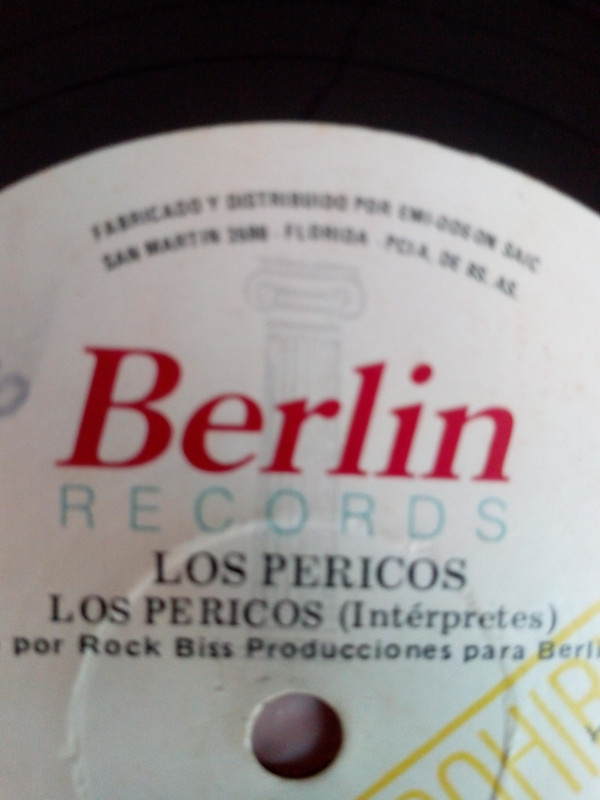 FABRICADO Y DISTRIBUIDO POR EMI-ODEON SAIC
SAN MARTIN - FLORIDA - PCIA. DE BS. AS.
Berlin
RECORDS
LOS PERICOS
LOS PERICOS (Intérpretes)
por Rock Biss Producciones para Berli
OHIB